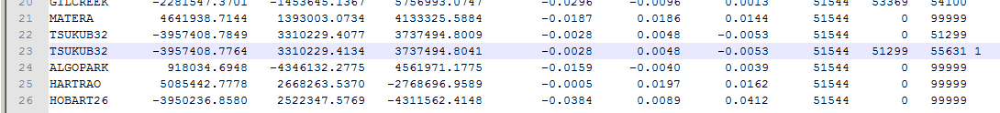 20 GILCREEK -2281547.3701 -1453645.1367 5756993.0747 -0.0296 -0.0096 0.0013 51544 53369 54100
21 MATERA 4641938.7144 1393003.0734 4133325.5884 -0.0187 0.0186 0.0144 51544 0 99999
22 TSUKUB32 -3957408.7849 3310229.4077 3737494.8009 -0.0028 0.0048 -0.0053 51544 0 51299
23 TSUKUB32 -3957408.7764 3310229.4134 3737494.8041 -0.0028 0.0048 -0.0053 51544 51299 55631 1
24 ALGOPARK 918034.6948 -4346132.2775 4561971.1775 -0.0159 -0.0040 0.0039 51544 0 99999
25 HARTRAO 5085442.7778 2668263.5370 -2768696.9589 -0.0005 0.0197 0.0162 51544 0 99999
26 HOBART26 -3950236.8580 2522347.5769 -4311562.4148 -0.0384 0.0089 0.0412 51544 0 99999